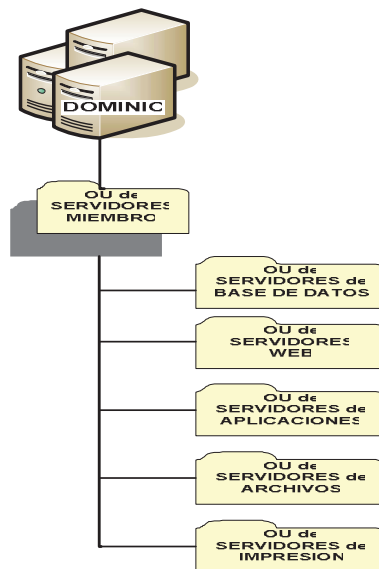 DOMINIC
OU de
SERVIDORES
MIEMBRO
OU de
SERVIDORES de
BASE DE DATOS
OU de
SERVIDORES
WEB
OU de
SERVIDORES de
APLICACIONES
OU de
SERVIDORES de
ARCHIVOS
OU de
SERVIDORES de
IMPRESION